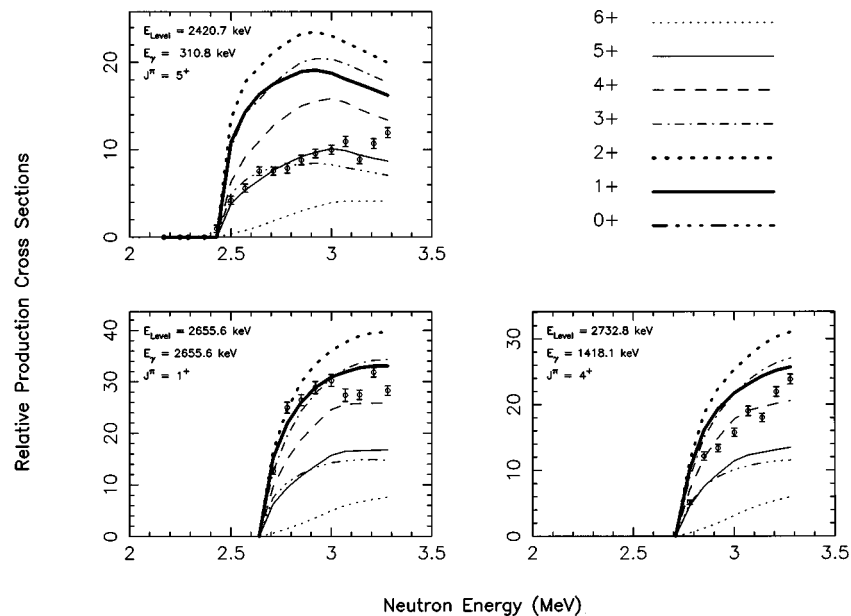 E_Level = 2420.7 keV
E_γ = 310.8 keV
J^π = 5+
20
10
0
2
2.5
3
3.5
6+
5+
4+
3+
2+
1+
0+
Relative Production Cross Sections
E_Level = 2655.6 keV
E_γ = 2655.6 keV
J^π = 1+
40
30
20
10
0
2
2.5
3
3.5
E_Level = 2732.8 keV
E_γ = 1418.1 keV
J^π = 4+
30
20
10
0
2
2.5
3
3.5
Neutron Energy (MeV)